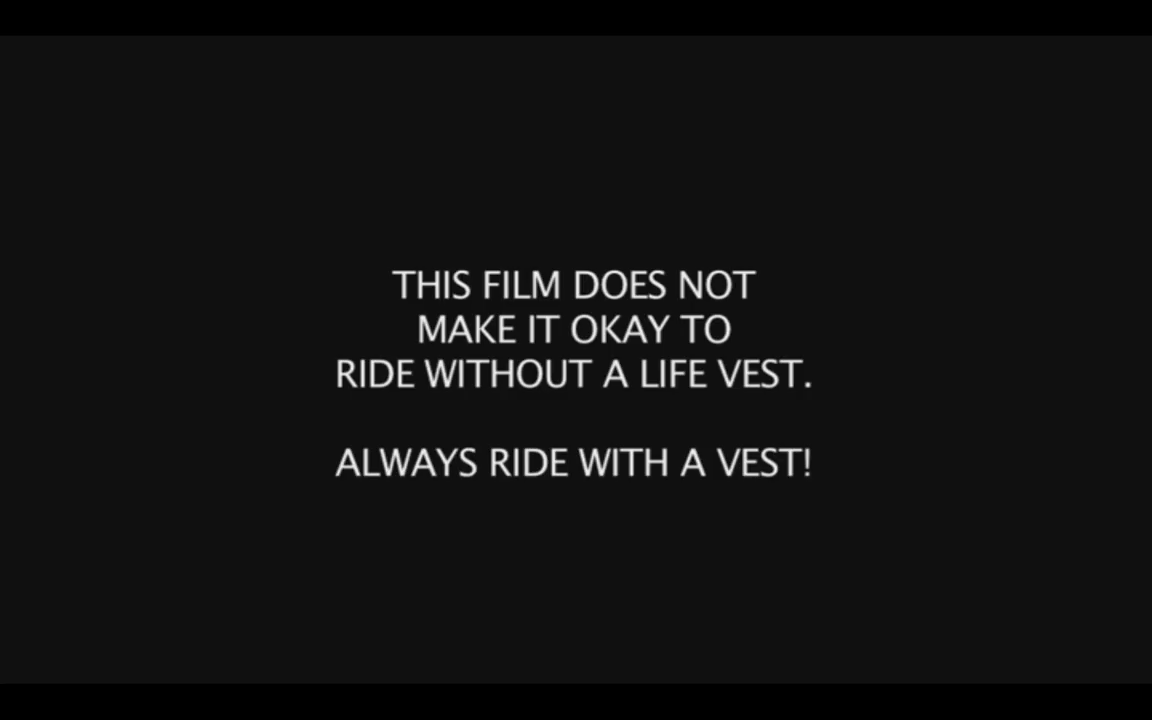 THIS FILM DOES NOT
MAKE IT OKAY TO
RIDE WITHOUT A LIFE VEST.
ALWAYS RIDE WITH A VEST!